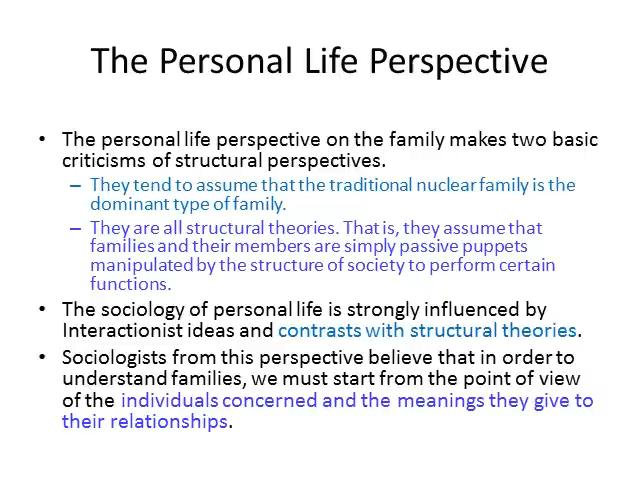 The Personal Life Perspective
• The personal life perspective on the family makes two basic
criticisms of structural perspectives.
– They tend to assume that the traditional nuclear family is the
dominant type of family.
– They are all structural theories. That is, they assume that
families and their members are simply passive puppets
manipulated by the structure of society to perform certain
functions.
• The sociology of personal life is strongly influenced by
Interactionist ideas and contrasts with structural theories.
• Sociologists from this perspective believe that in order to
understand families, we must start from the point of view
of the individuals concerned and the meanings they give to
their relationships.